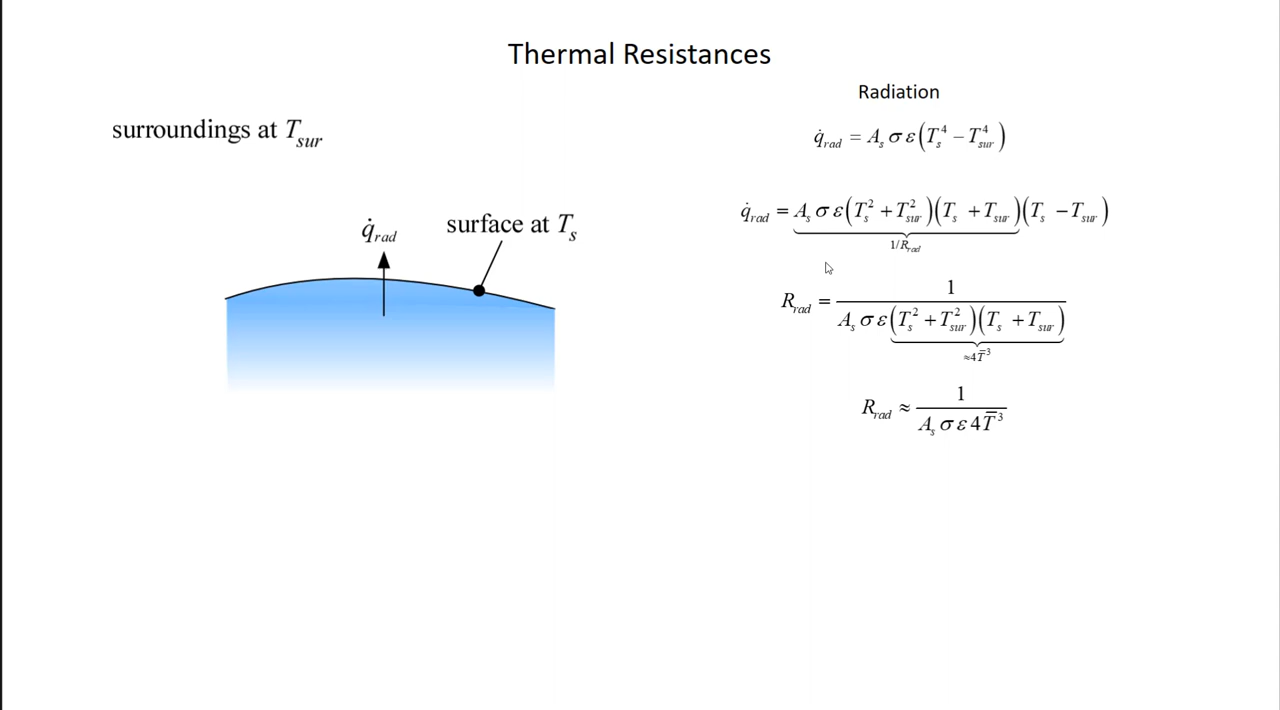 Thermal Resistances
Radiation
surroundings at T_sur
q̇_rad = A_s σ ε (T_s^4 − T_sur^4)
q̇_rad = A_s σ ε (T_s^2 + T_sur^2)(T_s + T_sur)(T_s − T_sur)
1/R_rad
q̇_rad
surface at T_s
R_rad = 1 / (A_s σ ε (T_s^2 + T_sur^2)(T_s + T_sur))
≈4T̅^3
R_rad ≈ 1 / (A_s σ ε 4T̅^3)